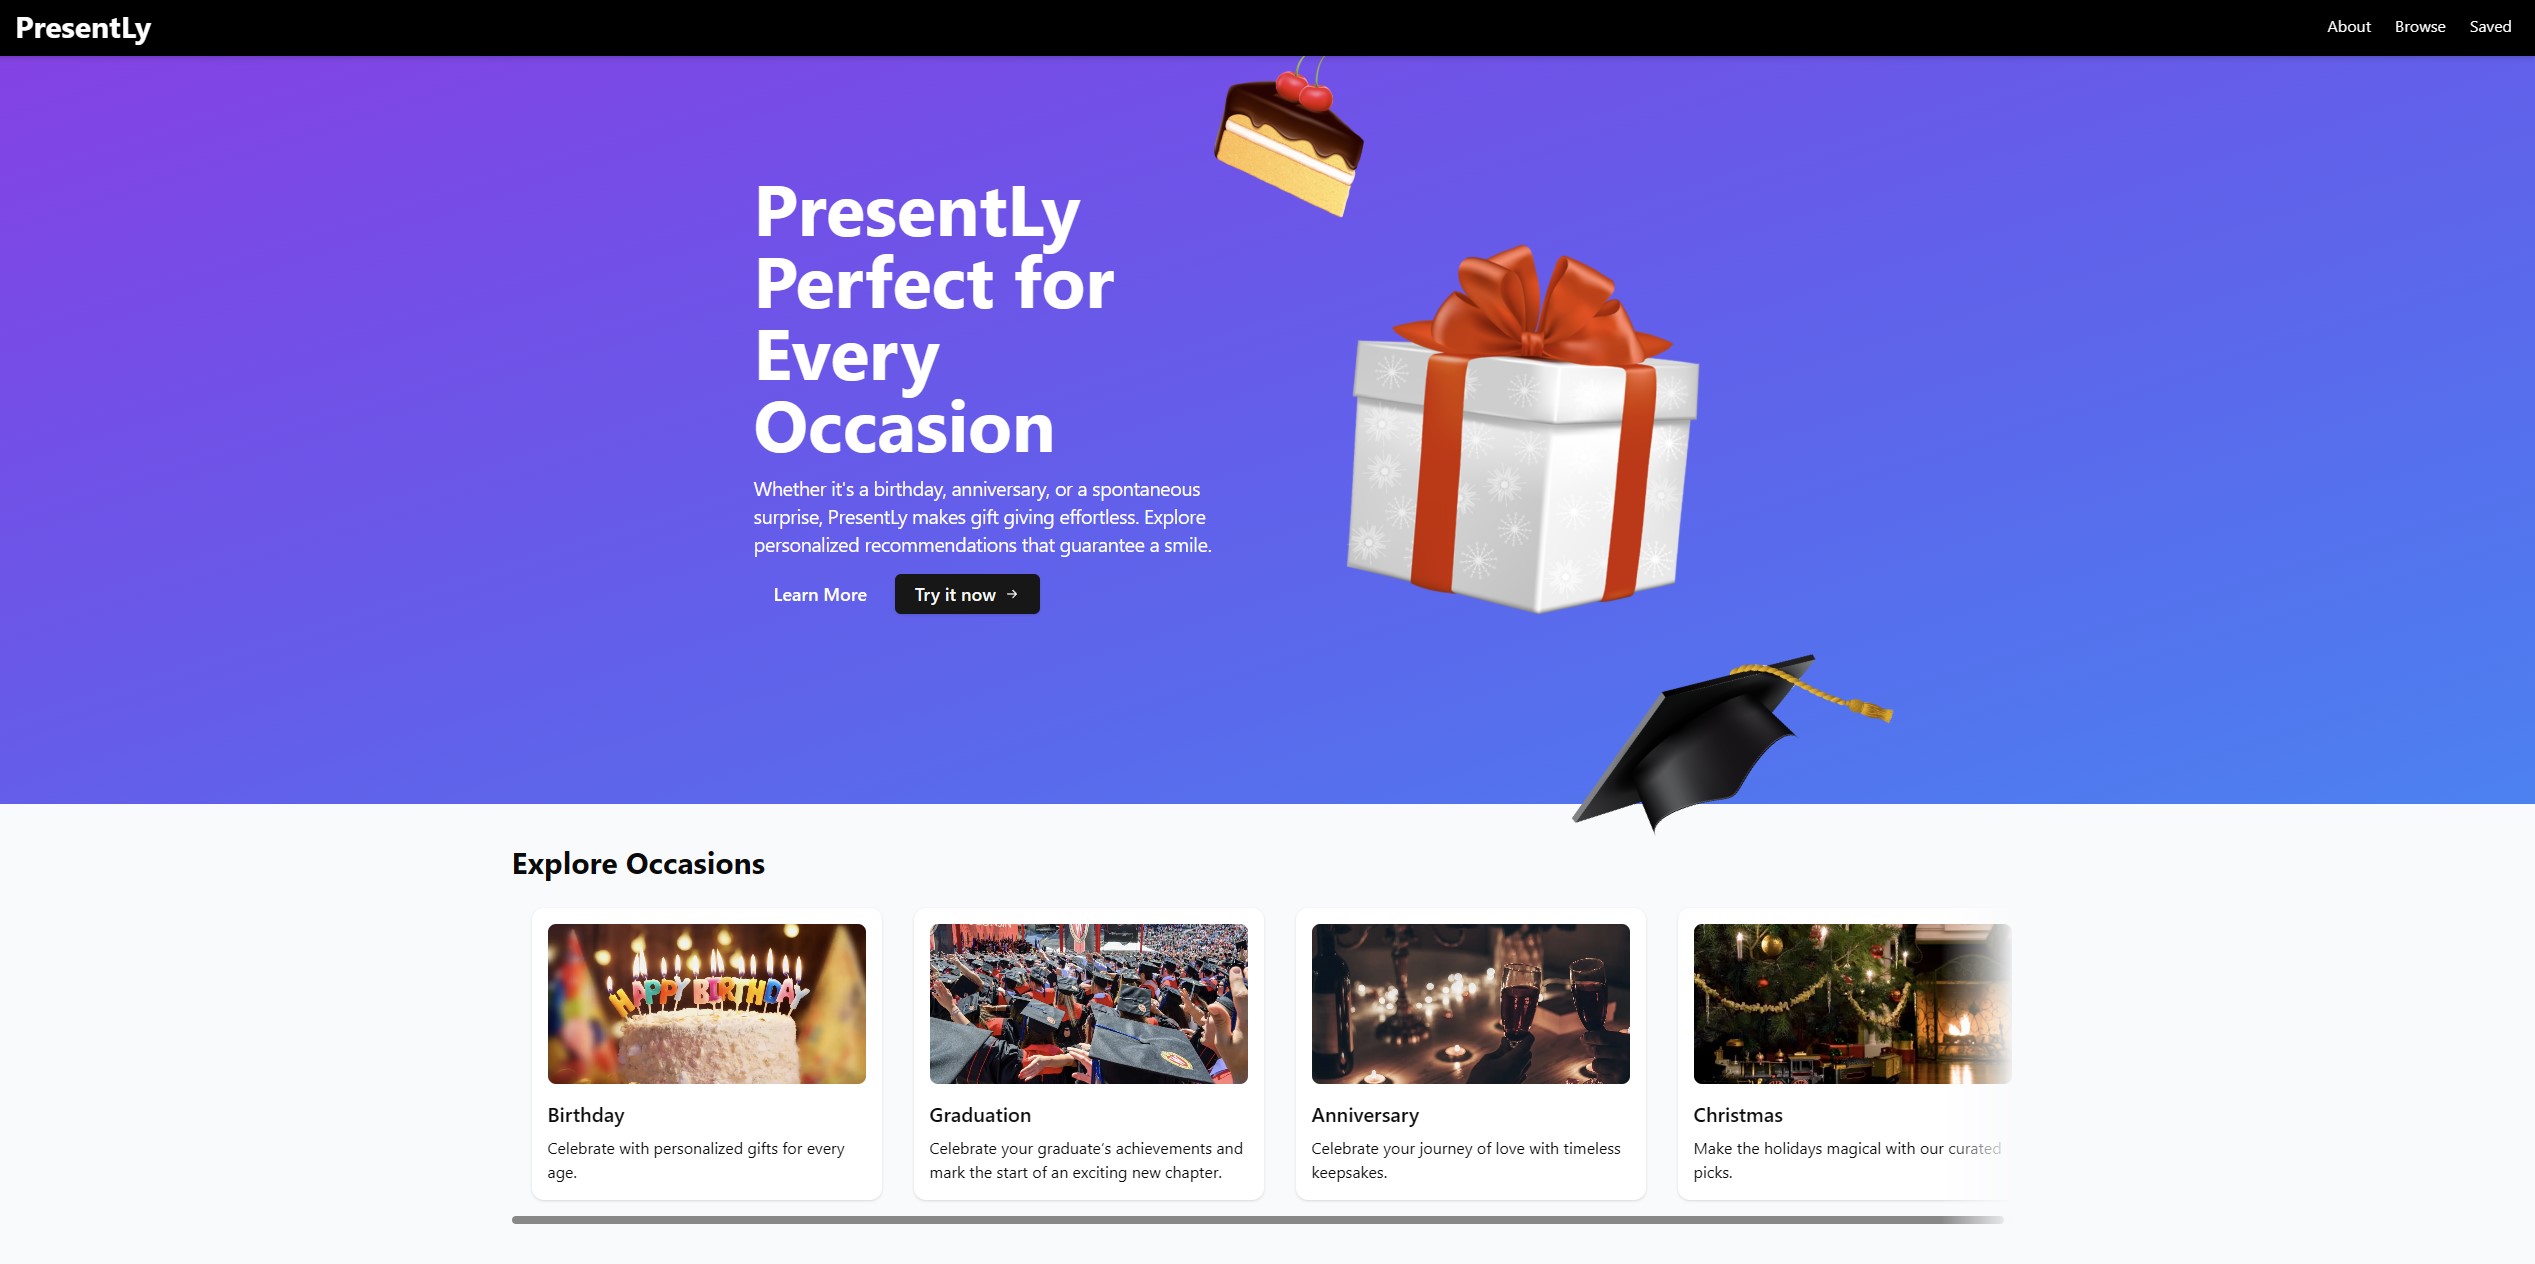 PresentLy
About Browse Saved
PresentLy
Perfect for
Every
Occasion
Whether it's a birthday, anniversary, or a spontaneous
surprise, PresentLy makes gift giving effortless. Explore
personalized recommendations that guarantee a smile.
Learn More
Try it now →
Explore Occasions
HAPPY BIRTHDAY
Birthday
Celebrate with personalized gifts for every
age.
Graduation
Celebrate your graduate’s achievements and
mark the start of an exciting new chapter.
Anniversary
Celebrate your journey of love with timeless
keepsakes.
Christmas
Make the holidays magical with our curated
picks.